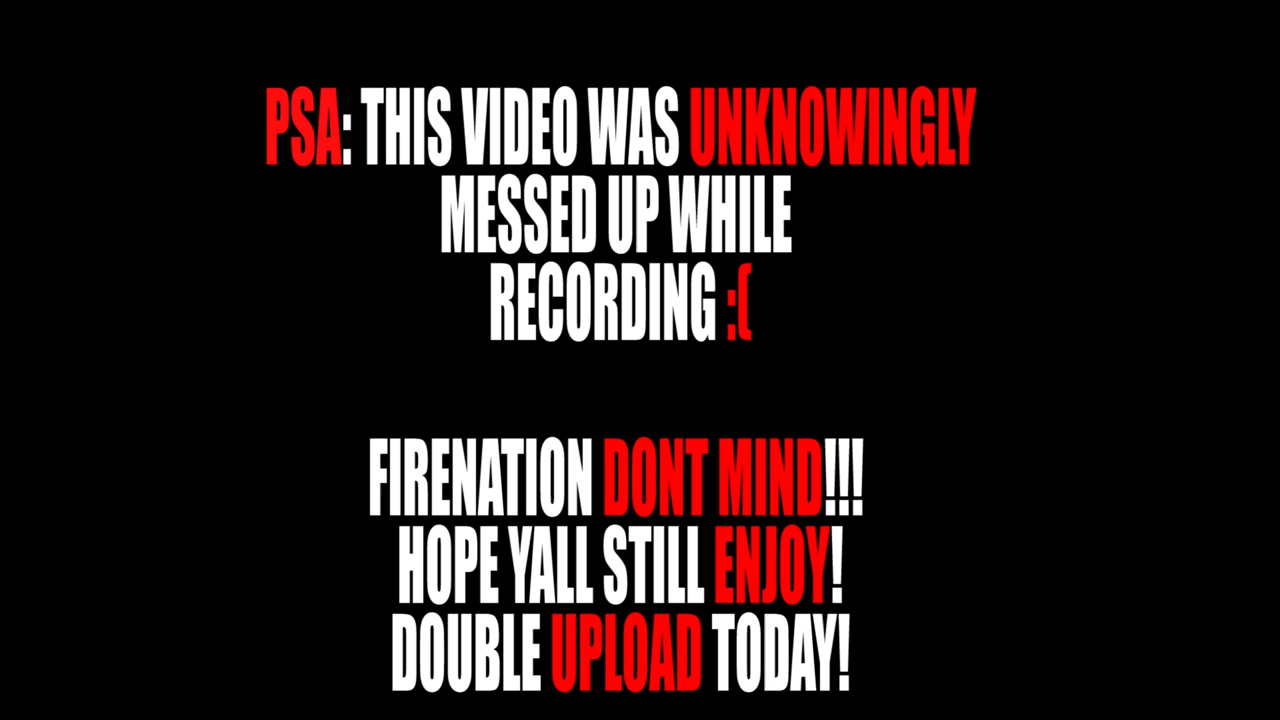 PSA: THIS VIDEO WAS UNKNOWINGLY
MESSED UP WHILE
RECORDING :(
FIRENATION DONT MIND!!!
HOPE YALL STILL ENJOY!
DOUBLE UPLOAD TODAY!